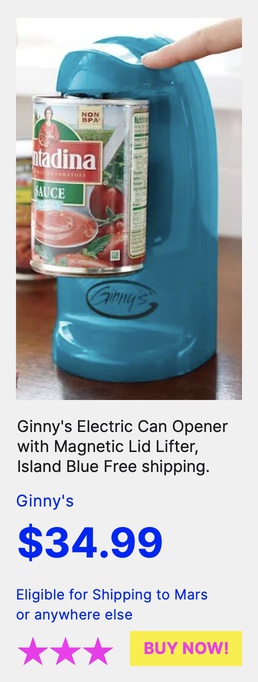 NON
BPA!
ntadina
TOMATOES
SAUCE
Ginny's
Ginny's Electric Can Opener
with Magnetic Lid Lifter,
Island Blue Free shipping.
Ginny's
$34.99
Eligible for Shipping to Mars
or anywhere else
BUY NOW!